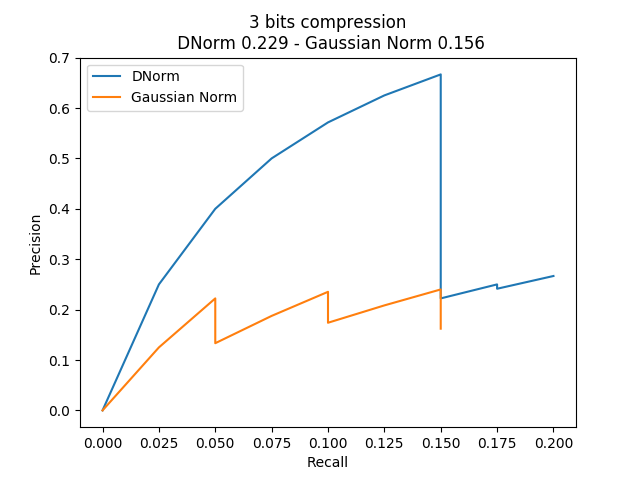 3 bits compression
DNorm 0.229 - Gaussian Norm 0.156
DNorm
Gaussian Norm
0.7
0.6
0.5
0.4
0.3
0.2
0.1
0.0
Precision
0.000 0.025 0.050 0.075 0.100 0.125 0.150 0.175 0.200
Recall